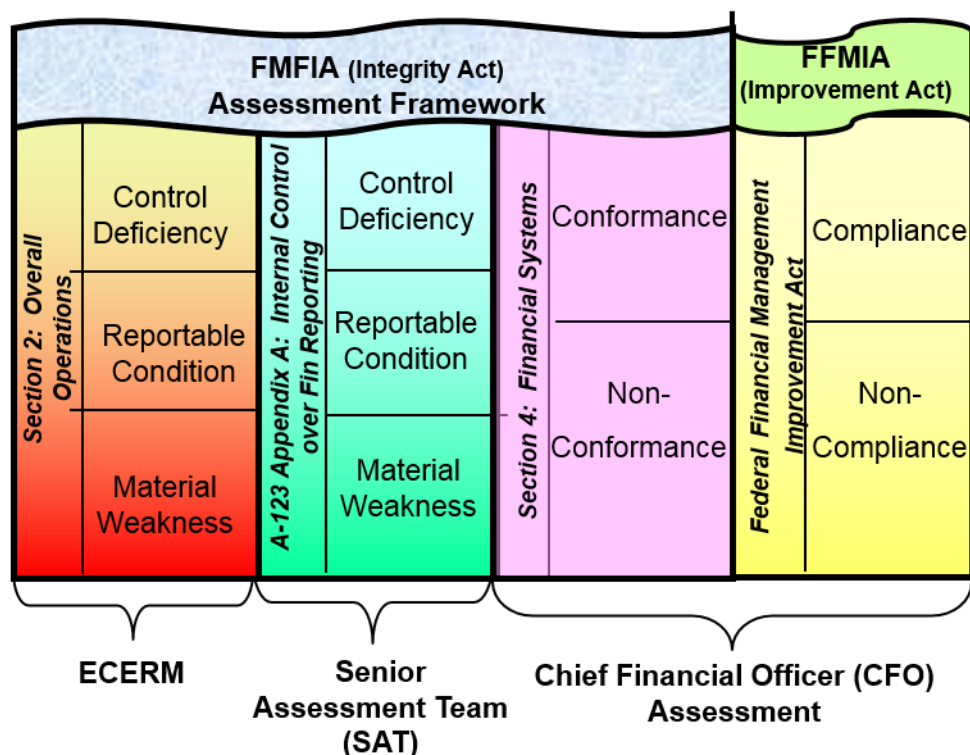 FMFIA (Integrity Act)
Assessment Framework
FFMIA
(Improvement Act)
Section 2: Overall
Operations
Control
Deficiency
Reportable
Condition
Material
Weakness
A-123 Appendix A: Internal Control
over Fin Reporting
Control
Deficiency
Reportable
Condition
Material
Weakness
Section 4: Financial Systems
Conformance
Non-
Conformance
Federal Financial Management
Improvement Act
Compliance
Non-
Compliance
ECERM
Senior
Assessment Team
(SAT)
Chief Financial Officer (CFO)
Assessment